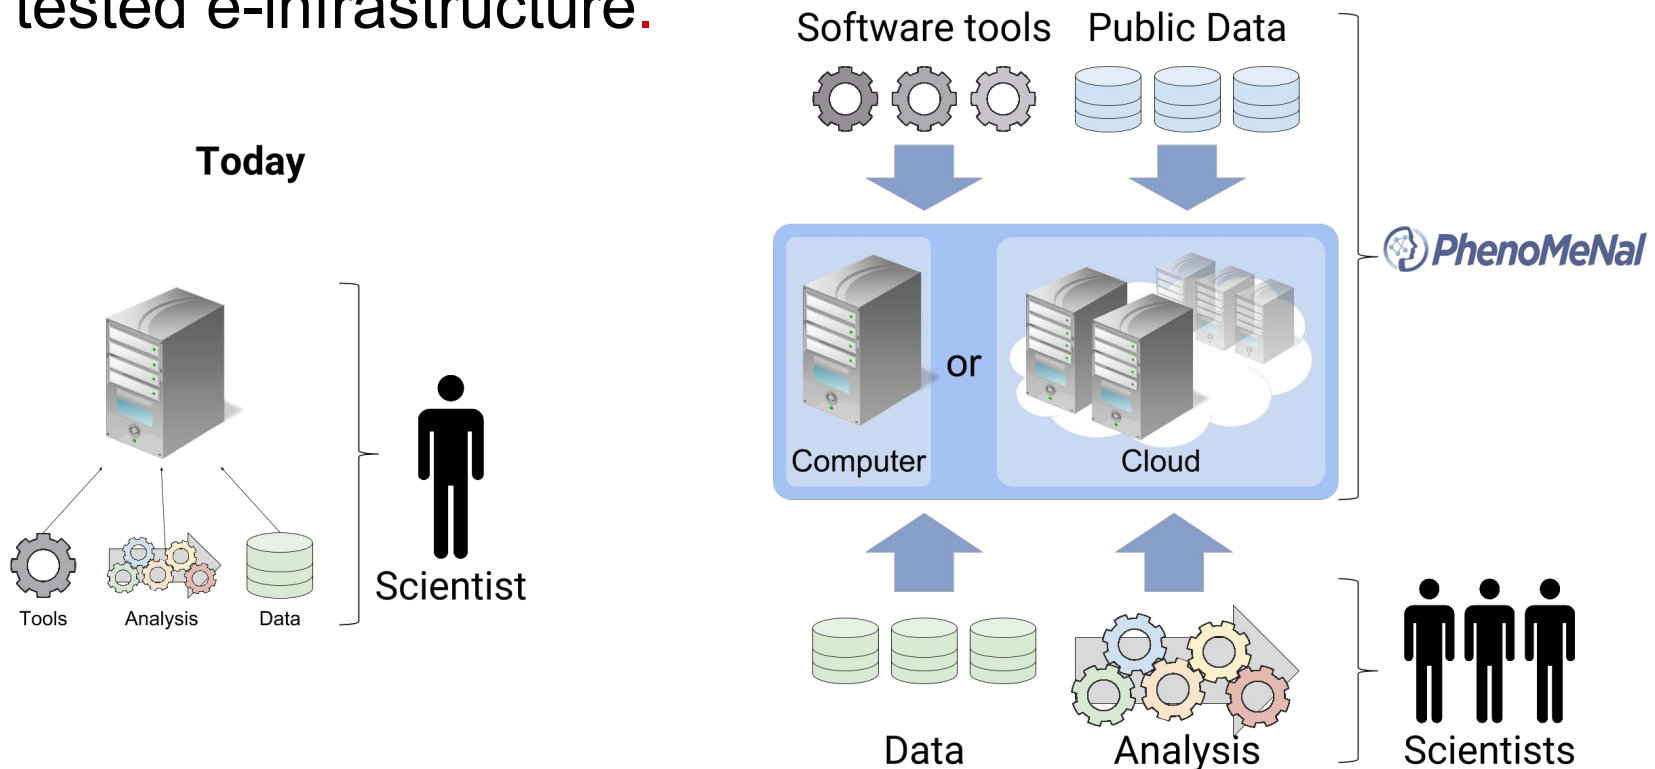 tested e-infrastructure.
Today
Tools
Analysis
Data
Scientist
Software tools
Public Data
Computer
or
Cloud
PhenoMeNal
Data
Analysis
Scientists